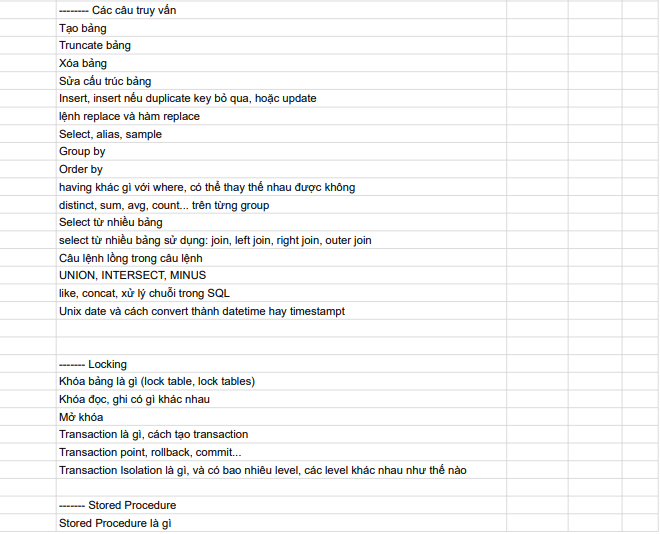 -------- Các câu truy vấn
Tạo bảng
Truncate bảng
Xóa bảng
Sửa cấu trúc bảng
Insert, insert nếu duplicate key bỏ qua, hoặc update
lệnh replace và hàm replace
Select, alias, sample
Group by
Order by
having khác gì với where, có thể thay thế nhau được không
distinct, sum, avg, count... trên từng group
Select từ nhiều bảng
select từ nhiều bảng sử dụng: join, left join, right join, outer join
Câu lệnh lồng trong câu lệnh
UNION, INTERSECT, MINUS
like, concat, xử lý chuỗi trong SQL
Unix date và cách convert thành datetime hay timestampt
------- Locking
Khóa bảng là gì (lock table, lock tables)
Khóa đọc, ghi có gì khác nhau
Mở khóa
Transaction là gì, cách tạo transaction
Transaction point, rollback, commit...
Transaction Isolation là gì, và có bao nhiêu level, các level khác nhau như thế nào
------- Stored Procedure
Stored Procedure là gì